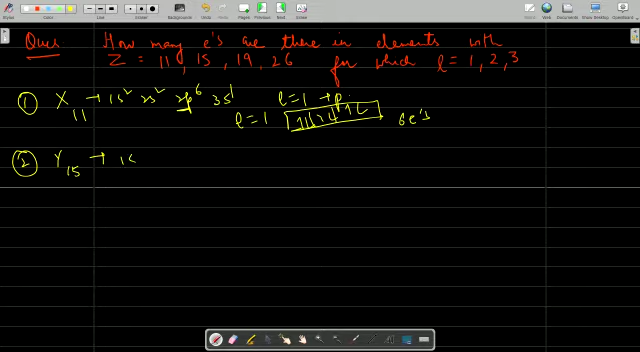 Ques How many e's are there in elements with
Z = 11, 15, 19, 26 for which l = 1, 2, 3
① X₁₁ → 1s² 2s² 2p⁶ 3s¹ l = 1 → p
l = 1 6e's
② Y₁₅ → 1s